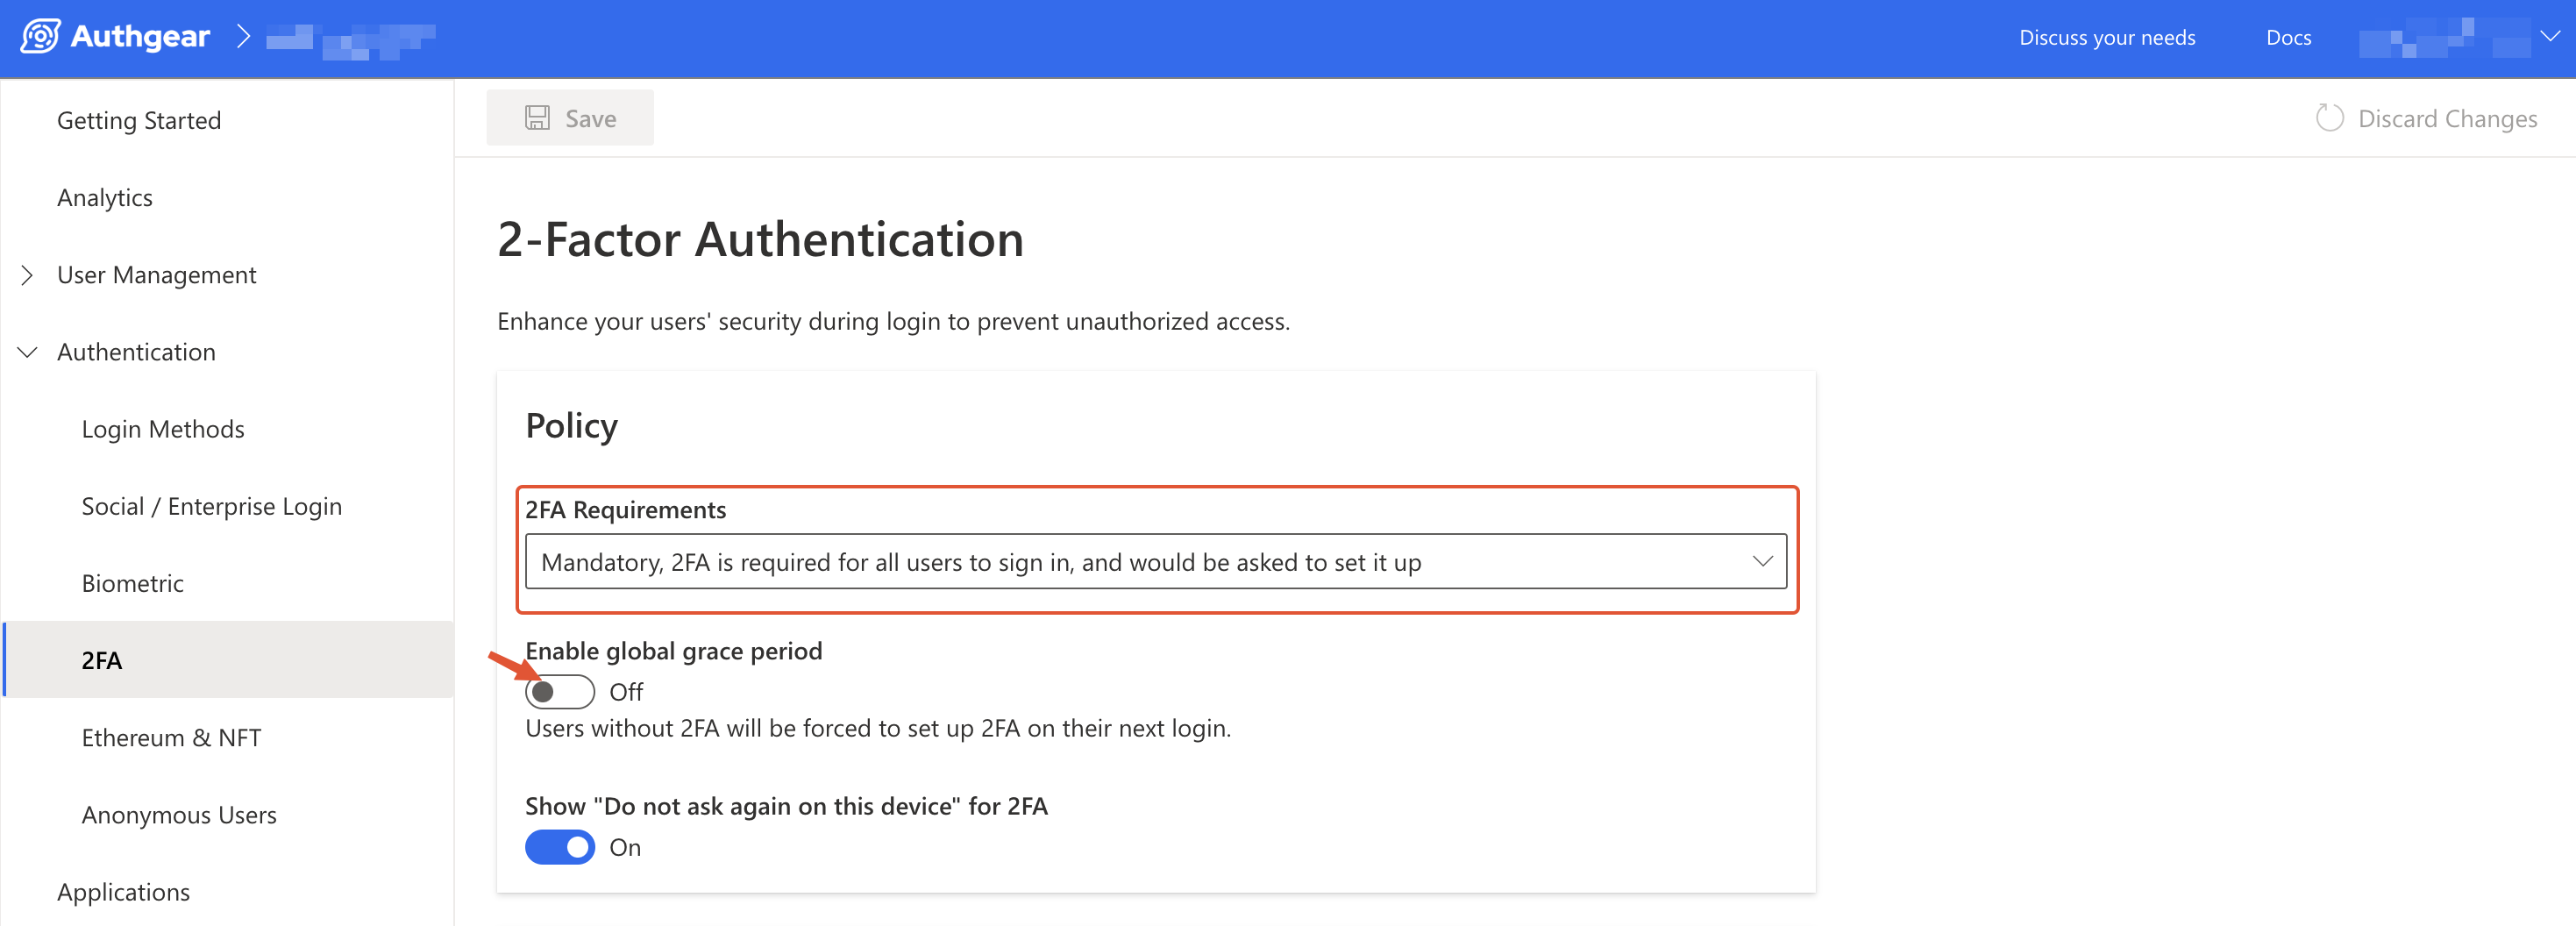 Authgear
Discuss your needs
Docs
Getting Started
Analytics
User Management
Authentication
Login Methods
Social / Enterprise Login
Biometric
2FA
Ethereum & NFT
Anonymous Users
Applications
Save
Discard Changes
2-Factor Authentication
Enhance your users' security during login to prevent unauthorized access.
Policy
2FA Requirements
Mandatory, 2FA is required for all users to sign in, and would be asked to set it up
Enable global grace period
Off
Users without 2FA will be forced to set up 2FA on their next login.
Show "Do not ask again on this device" for 2FA
On